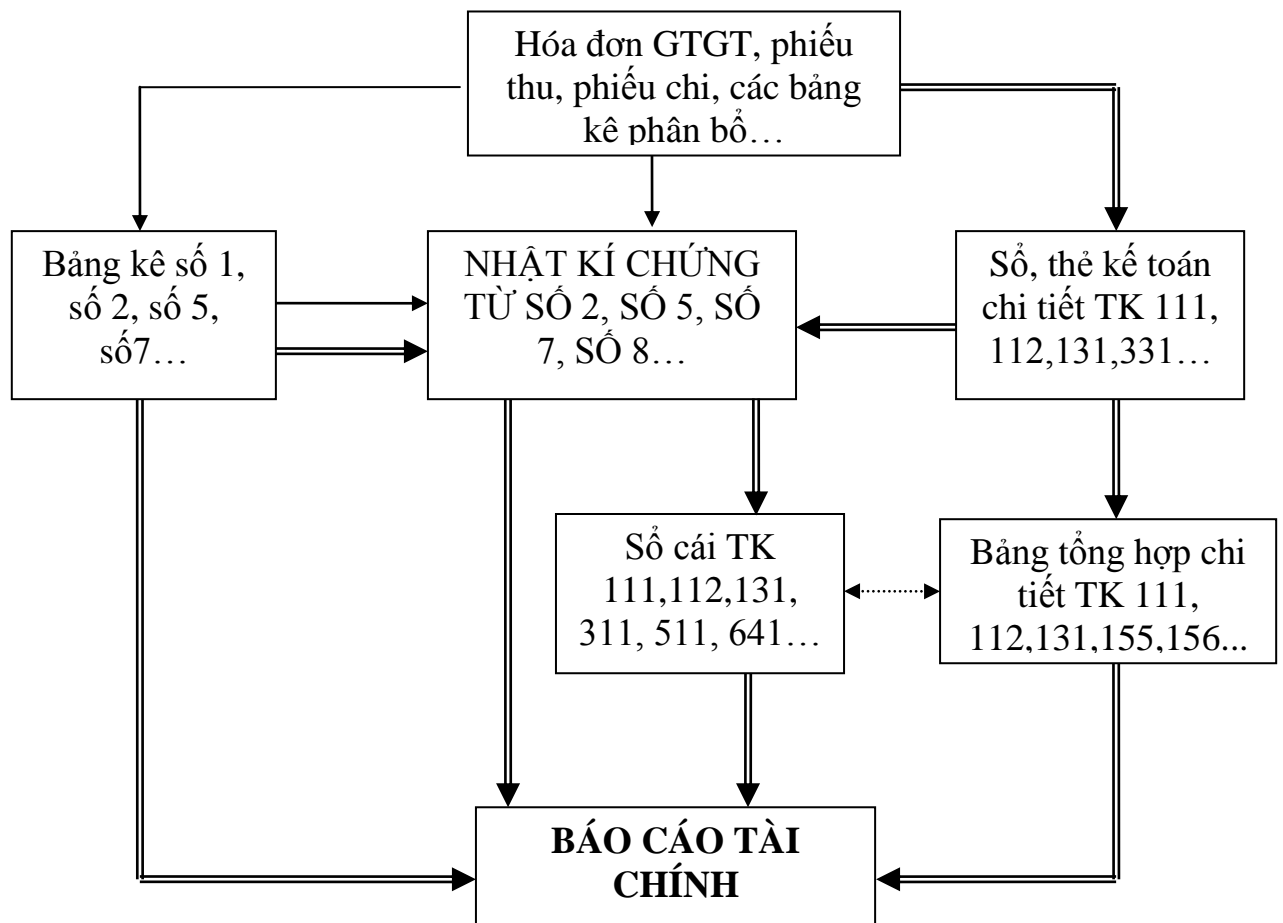 Hóa đơn GTGT, phiếu
thu, phiếu chi, các bảng
kê phân bổ…
Bảng kê số 1,
số 2, số 5,
số7…
NHẬT KÍ CHỨNG
TỪ SỐ 2, SỐ 5, SỐ
7, SỐ 8…
Sổ, thẻ kế toán
chi tiết TK 111,
112,131,331…
Sổ cái TK
111,112,131,
311, 511, 641…
Bảng tổng hợp chi
tiết TK 111,
112,131,155,156...
BÁO CÁO TÀI
CHÍNH